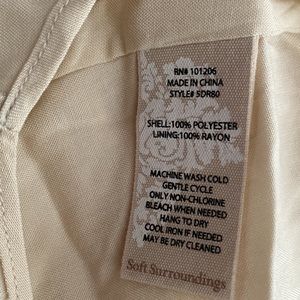 RN# 101206
MADE IN CHINA
STYLE# 5DR80
SHELL:100% POLYESTER
LINING:100% RAYON
MACHINE WASH COLD
GENTLE CYCLE
ONLY NON-CHLORINE
BLEACH WHEN NEEDED
HANG TO DRY
COOL IRON IF NEEDED
MAY BE DRY CLEANED
Soft Surroundings